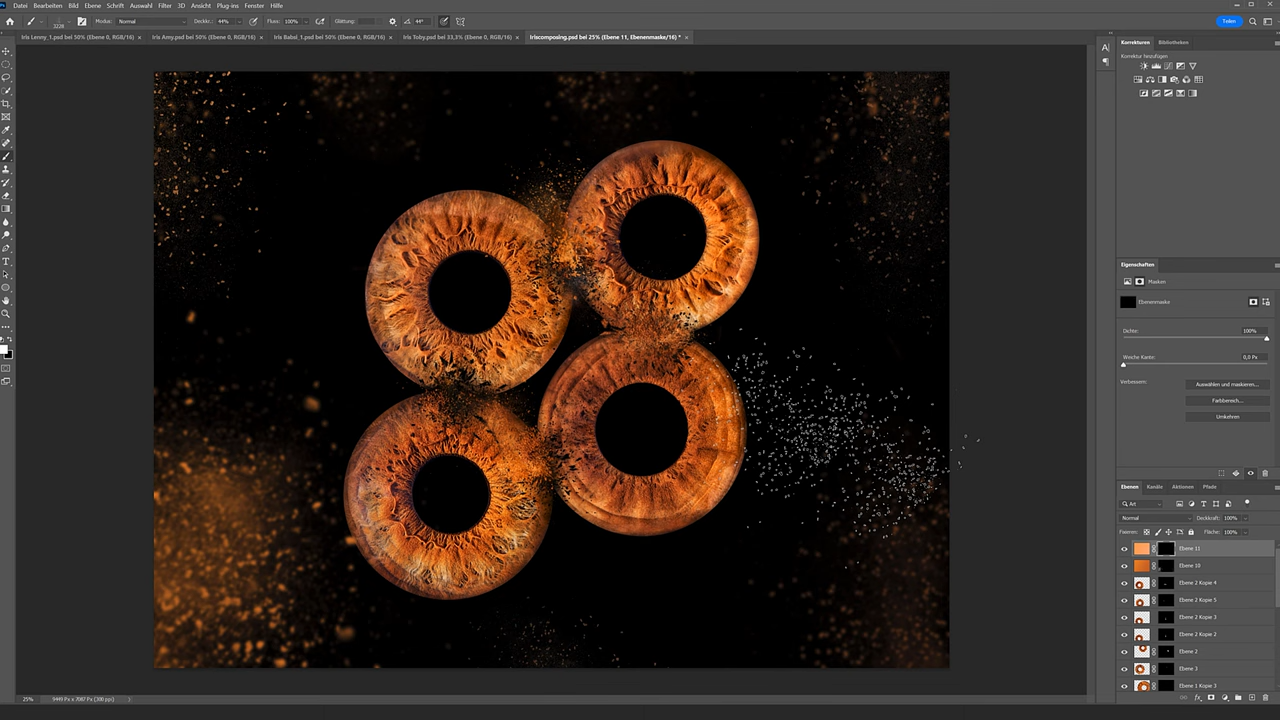 Datei Bearbeiten Bild Ebene Schrift Auswahl Filter 3D Ansicht Plug-ins Fenster Hilfe
3228 Modus: Normal Deckkr.: 44% Fluss: 100% Glättung: 44° Teilen
Iris Lenny_1.psd bei 50% (Ebene 0, RGB/16) × Iris Amy.psd bei 50% (Ebene 0, RGB/16) × Iris Babsi_1.psd bei 50% (Ebene 0, RGB/16) × Iris Toby.psd bei 33,3% (Ebene 0, RGB/16) × Iriscomposing.psd bei 25% (Ebene 11, Ebenenmaske/16) * ×
Korrekturen Bibliotheken
Korrektur hinzufügen
Eigenschaften
Masken
Ebenenmaske
Dichte: 100%
Weiche Kante: 0,0 Px
Verbessern: Auswählen und maskieren...
Farbbereich...
Umkehren
Ebenen Kanäle Aktionen Pfade
Art
Normal Deckkraft: 100%
Fixieren: Fläche: 100%
Ebene 11
Ebene 10
Ebene 2 Kopie 4
Ebene 2 Kopie 5
Ebene 2 Kopie 3
Ebene 2 Kopie 2
Ebene 2
Ebene 3
Ebene 1 Kopie 3
25% 9449 Px x 7087 Px (300 ppi)